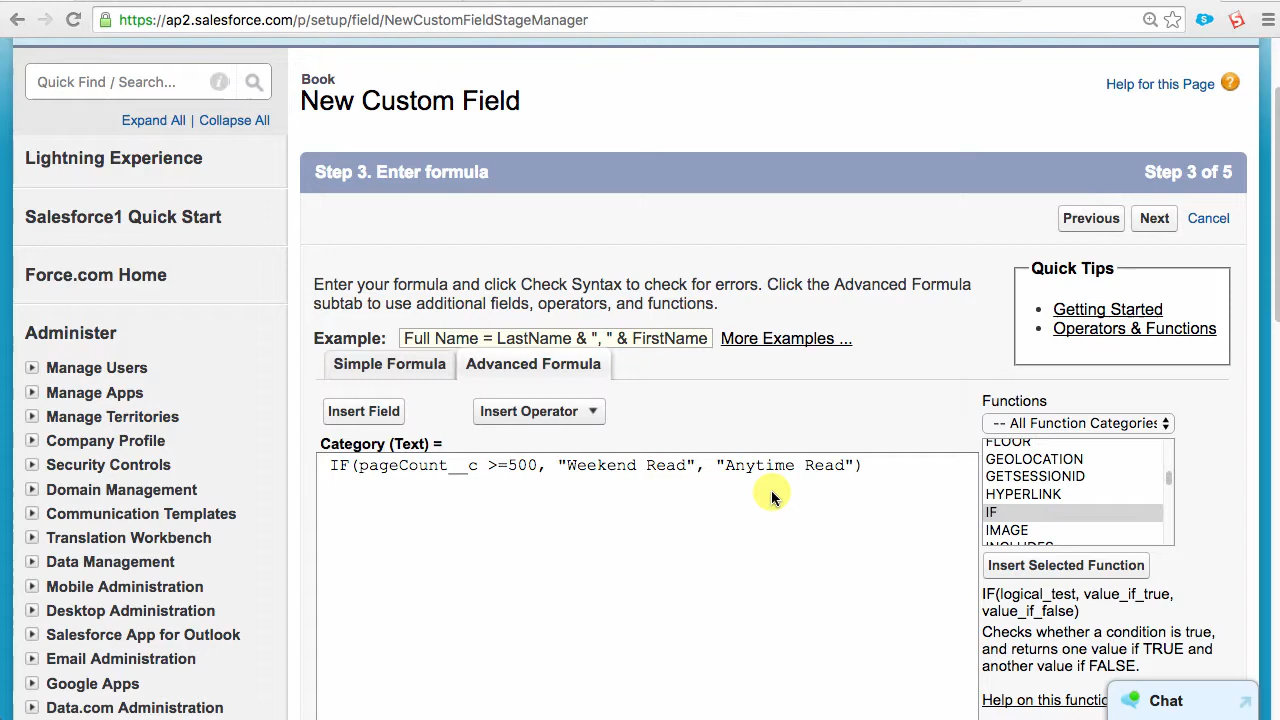 https://ap2.salesforce.com/p/setup/field/NewCustomFieldStageManager
Quick Find / Search...
Expand All | Collapse All
Lightning Experience
Salesforce1 Quick Start
Force.com Home
Administer
Manage Users
Manage Apps
Manage Territories
Company Profile
Security Controls
Domain Management
Communication Templates
Translation Workbench
Data Management
Mobile Administration
Desktop Administration
Salesforce App for Outlook
Email Administration
Google Apps
Data.com Administration
Book
New Custom Field
Help for this Page
Step 3. Enter formula
Step 3 of 5
Previous
Next
Cancel
Enter your formula and click Check Syntax to check for errors. Click the Advanced Formula
subtab to use additional fields, operators, and functions.
Example: Full Name = LastName & ", " & FirstName More Examples ...
Quick Tips
Getting Started
Operators & Functions
Simple Formula
Advanced Formula
Insert Field
Insert Operator
Category (Text) =
IF(pageCount__c >=500, "Weekend Read", "Anytime Read")
Functions
-- All Function Categories
FLOOR
GEOLOCATION
GETSESSIONID
HYPERLINK
IF
IMAGE
INCLUDES
Insert Selected Function
IF(logical_test, value_if_true,
value_if_false)
Checks whether a condition is true,
and returns one value if TRUE and
another value if FALSE.
Help on this functio
Chat